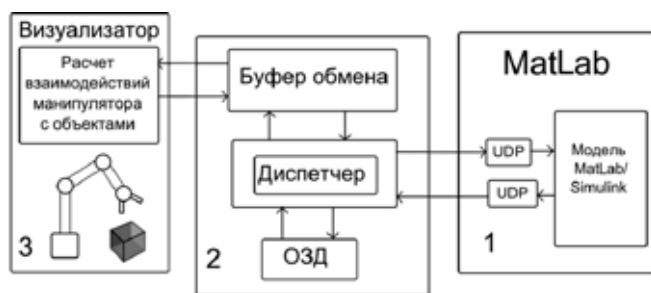 Визуализатор
Расчет
взаимодействий
манипулятора
с объектами
3
Буфер обмена
Диспетчер
ОЗД
2
MatLab
UDP
UDP
Модель
MatLab/
Simulink
1